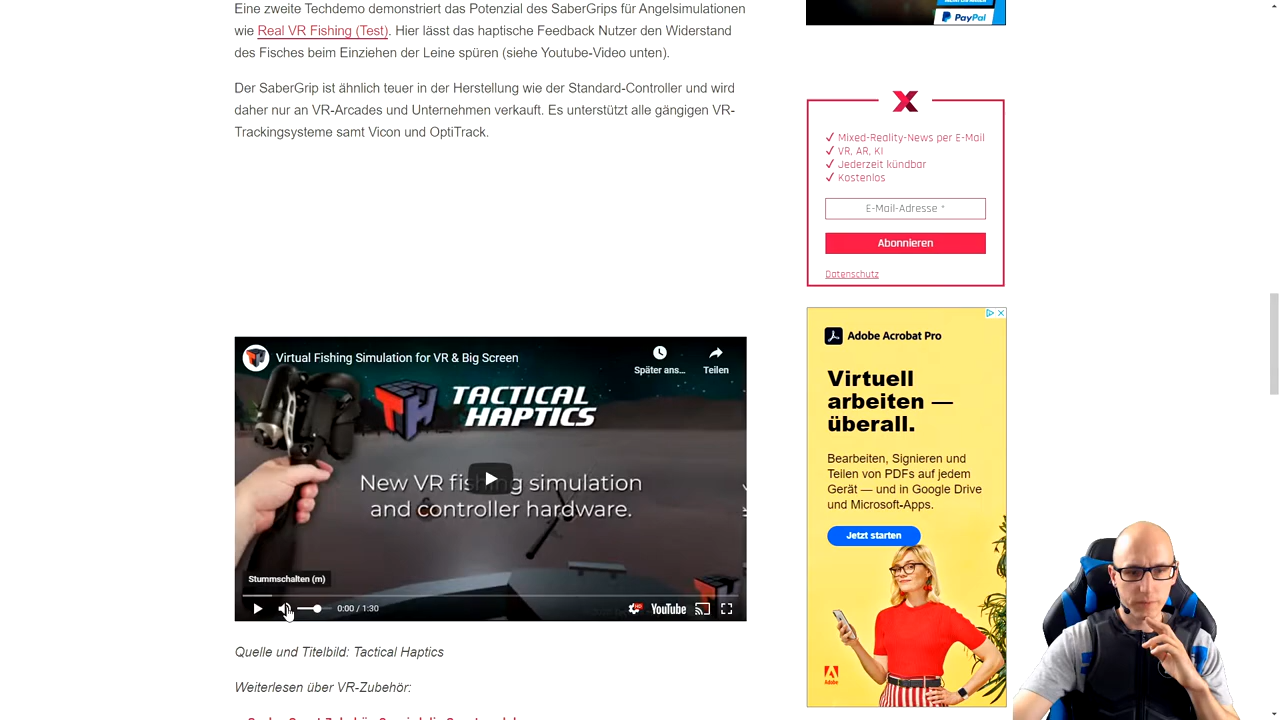 Eine zweite Techdemo demonstriert das Potenzial des SaberGrips für Angelsimulationen
wie Real VR Fishing (Test). Hier lässt das haptische Feedback Nutzer den Widerstand
des Fisches beim Einziehen der Leine spüren (siehe Youtube-Video unten).
Der SaberGrip ist ähnlich teuer in der Herstellung wie der Standard-Controller und wird
daher nur an VR-Arcades und Unternehmen verkauft. Es unterstützt alle gängigen VR-
Trackingsysteme samt Vicon und OptiTrack.
Virtual Fishing Simulation for VR & Big Screen
Später ans...
Teilen
TH
TACTICAL
HAPTICS
New VR fishing simulation
and controller hardware.
Stummschalten (m)
0:00 / 1:30
YouTube
Quelle und Titelbild: Tactical Haptics
Weiterlesen über VR-Zubehör:
PayPal
X
✓ Mixed-Reality-News per E-Mail
✓ VR, AR, KI
✓ Jederzeit kündbar
✓ Kostenlos
E-Mail-Adresse *
Abonnieren
Datenschutz
Adobe Acrobat Pro
Virtuell
arbeiten —
überall.
Bearbeiten, Signieren und
Teilen von PDFs auf jedem
Gerät — und in Google Drive
und Microsoft-Apps.
Jetzt starten
Adobe